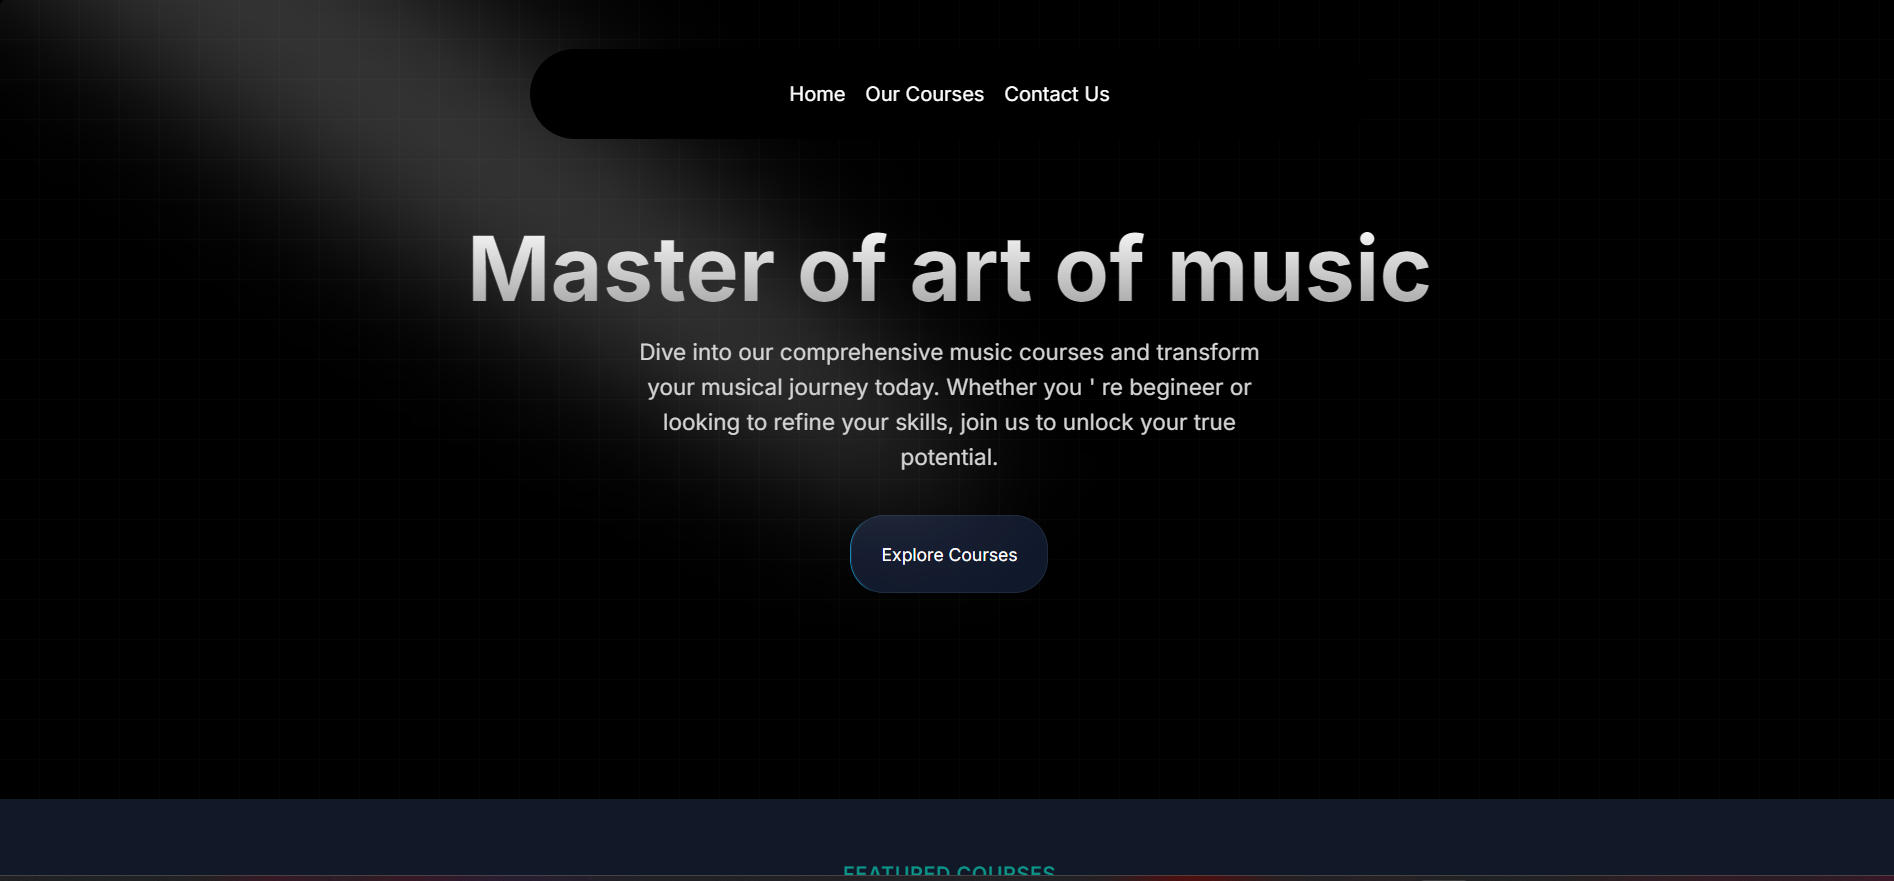 Home Our Courses Contact Us
Master of art of music
Dive into our comprehensive music courses and transform
your musical journey today. Whether you ' re begineer or
looking to refine your skills, join us to unlock your true
potential.
Explore Courses
FEATURED COURSES